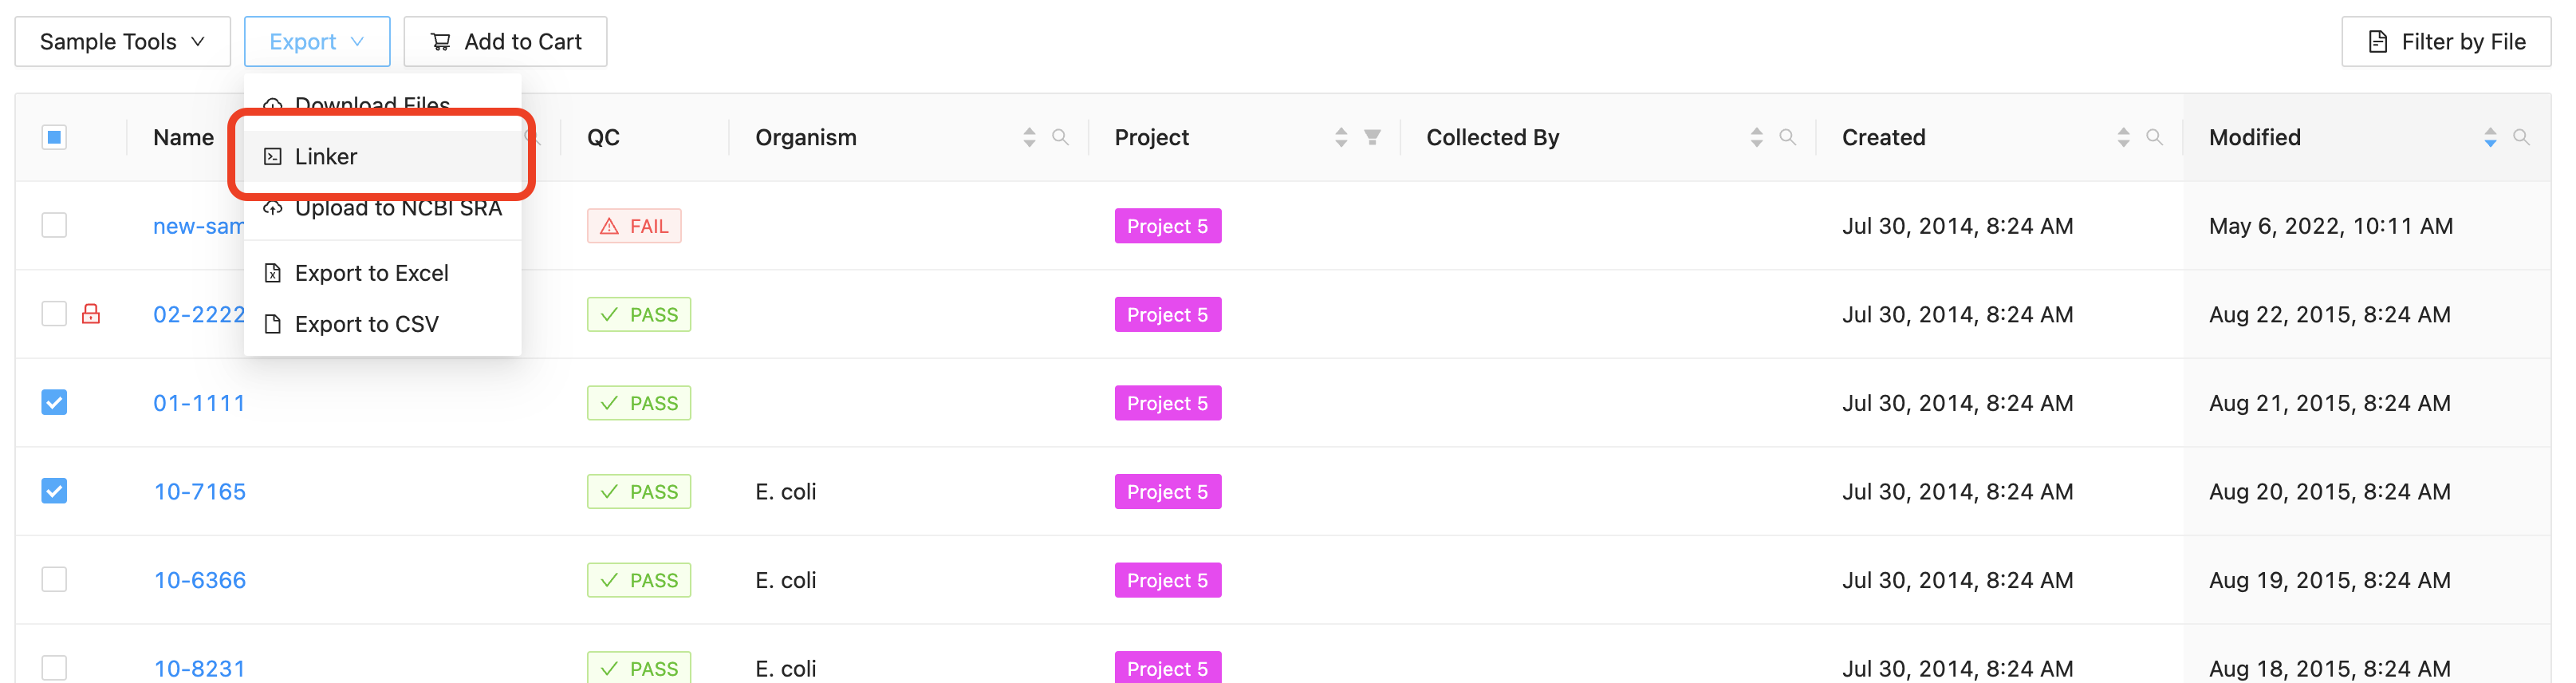 Sample Tools Export Add to Cart Filter by File
Download Files
Name QC Organism Project Collected By Created Modified
Linker
Upload to NCBI SRA
new-sam FAIL Project 5 Jul 30, 2014, 8:24 AM May 6, 2022, 10:11 AM
Export to Excel
02-2222 PASS Project 5 Jul 30, 2014, 8:24 AM Aug 22, 2015, 8:24 AM
Export to CSV
01-1111 PASS Project 5 Jul 30, 2014, 8:24 AM Aug 21, 2015, 8:24 AM
10-7165 PASS E. coli Project 5 Jul 30, 2014, 8:24 AM Aug 20, 2015, 8:24 AM
10-6366 PASS E. coli Project 5 Jul 30, 2014, 8:24 AM Aug 19, 2015, 8:24 AM
10-8231 PASS E. coli Project 5 Jul 30, 2014, 8:24 AM Aug 18, 2015, 8:24 AM